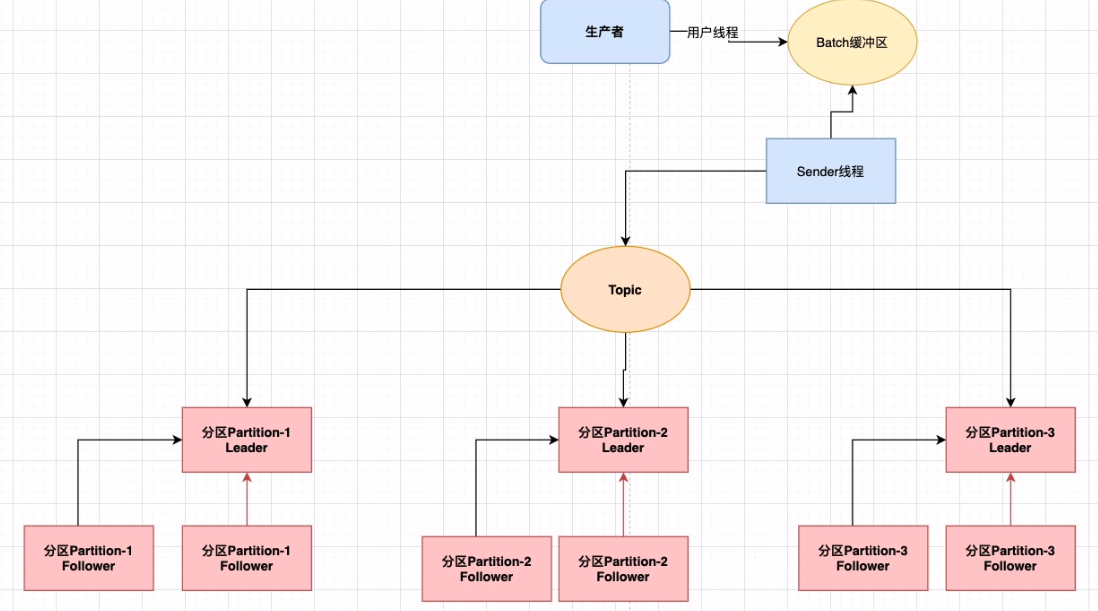 生产者
用户线程
Batch缓冲区
Sender线程
Topic
分区Partition-1
Leader
分区Partition-2
Leader
分区Partition-3
Leader
分区Partition-1
Follower
分区Partition-1
Follower
分区Partition-2
Follower
分区Partition-2
Follower
分区Partition-3
Follower
分区Partition-3
Follower